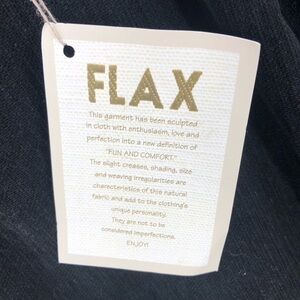 FLAX
This garment has been sculpted
in cloth with enthusiasm, love and
perfection into a new definition of
"FUN AND COMFORT."
The slight creases, shading, size
and weaving irregularities are
characteristics of this natural
fabric and add to the clothing's
unique personality.
They are not to be
considered imperfections.
ENJOY!